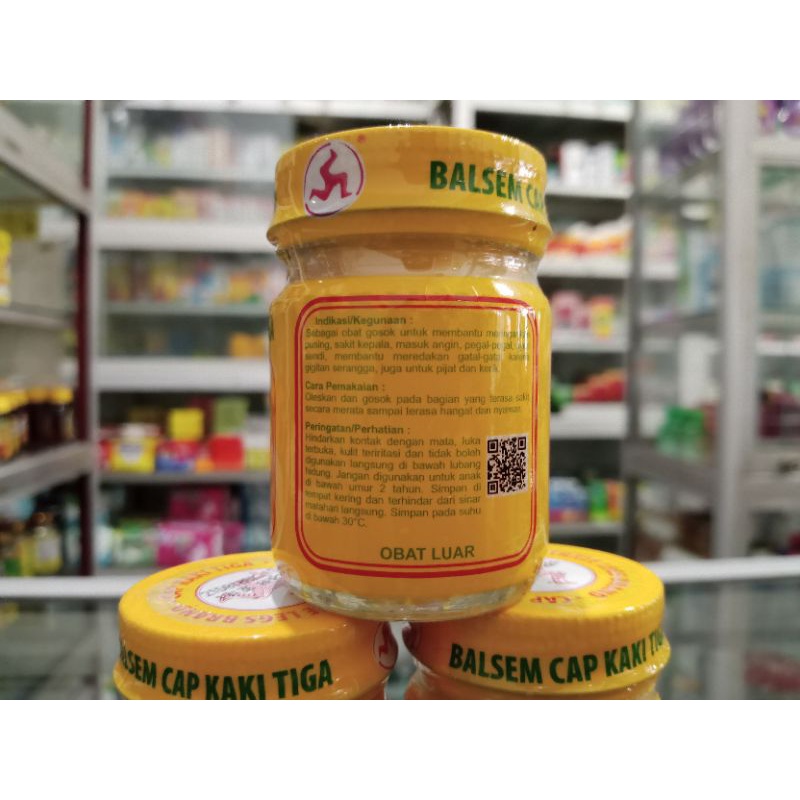 BALSEM CAP
Indikasi/Kegunaan :
Sebagai obat gosok untuk membantu
pusing, sakit kepala, masuk angin, pegal-pegal,
sendi, membantu meredakan gatal-gatal karena
gigitan serangga, juga untuk pijat dan kerik.
Cara Pemakaian :
Oleskan dan gosok pada bagian yang terasa sakit
secara merata sampai terasa hangat dan nyaman.
Peringatan/Perhatian :
Hindarkan kontak dengan mata, luka
terbuka, kulit teriritasi dan tidak boleh
digunakan langsung di bawah lubang
hidung. Jangan digunakan untuk anak
di bawah umur 2 tahun. Simpan di
tempat kering dan terhindar dari sinar
matahari langsung. Simpan pada suhu
di bawah 30°C.
OBAT LUAR
LEGS BRAND
BALSEM CAP KAKI TIGA
CAP
BALSEM CAP KAKI TIGA